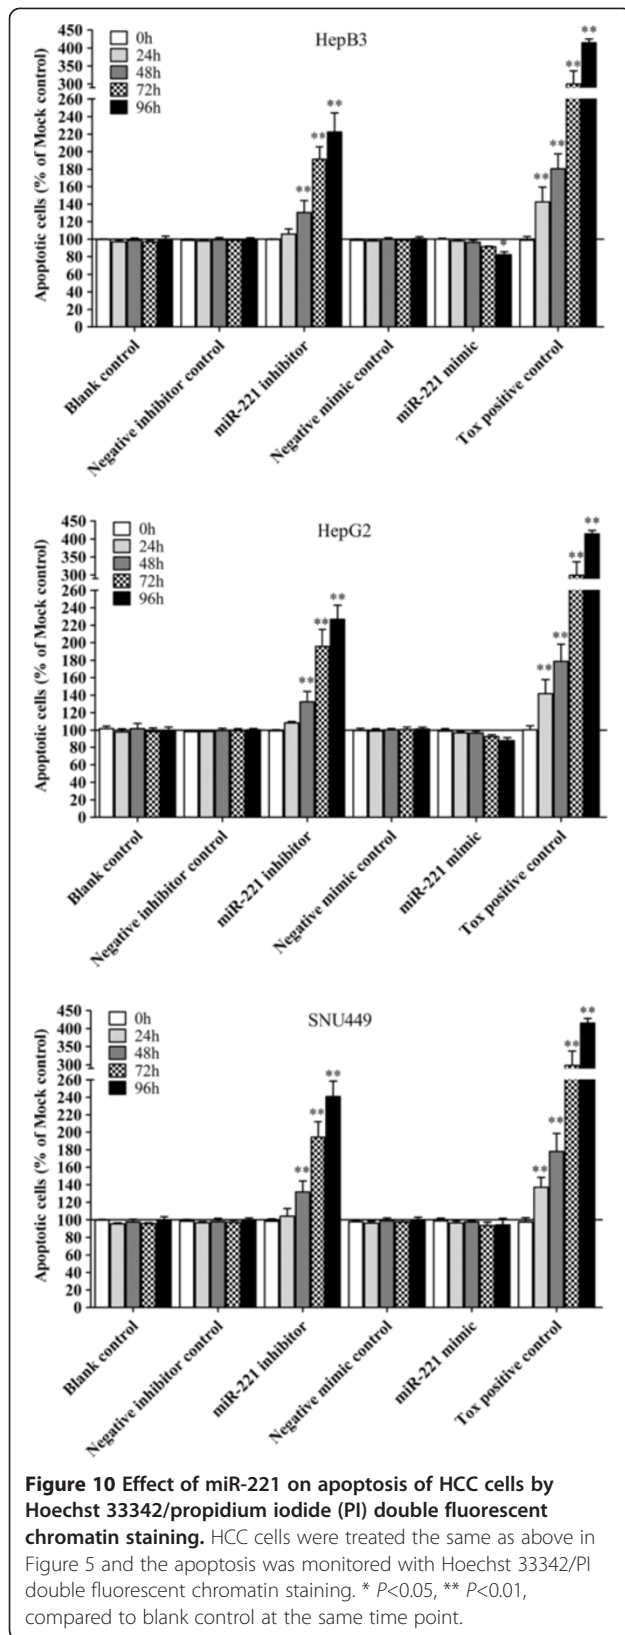 HepB3
Apoptotic cells (% of Mock control)
450
400
350
300
260
240
220
200
180
160
140
120
100
80
60
40
20
0
0h
24h
48h
72h
96h
**
**
**
*
**
**
**
**
Blank control
Negative inhibitor control
miR-221 inhibitor
Negative mimic control
miR-221 mimic
Tox positive control
HepG2
Apoptotic cells (% of Mock control)
450
400
350
300
260
240
220
200
180
160
140
120
100
80
60
40
20
0
0h
24h
48h
72h
96h
**
**
**
**
**
**
**
Blank control
Negative inhibitor control
miR-221 inhibitor
Negative mimic control
miR-221 mimic
Tox positive control
SNU449
Apoptotic cells (% of Mock control)
450
400
350
300
260
240
220
200
180
160
140
120
100
80
60
40
20
0
0h
24h
48h
72h
96h
**
**
**
**
**
**
**
Blank control
Negative inhibitor control
miR-221 inhibitor
Negative mimic control
miR-221 mimic
Tox positive control
Figure 10 Effect of miR-221 on apoptosis of HCC cells by
Hoechst 33342/propidium iodide (PI) double fluorescent
chromatin staining. HCC cells were treated the same as above in
Figure 5 and the apoptosis was monitored with Hoechst 33342/PI
double fluorescent chromatin staining. * P<0.05, ** P<0.01,
compared to blank control at the same time point.